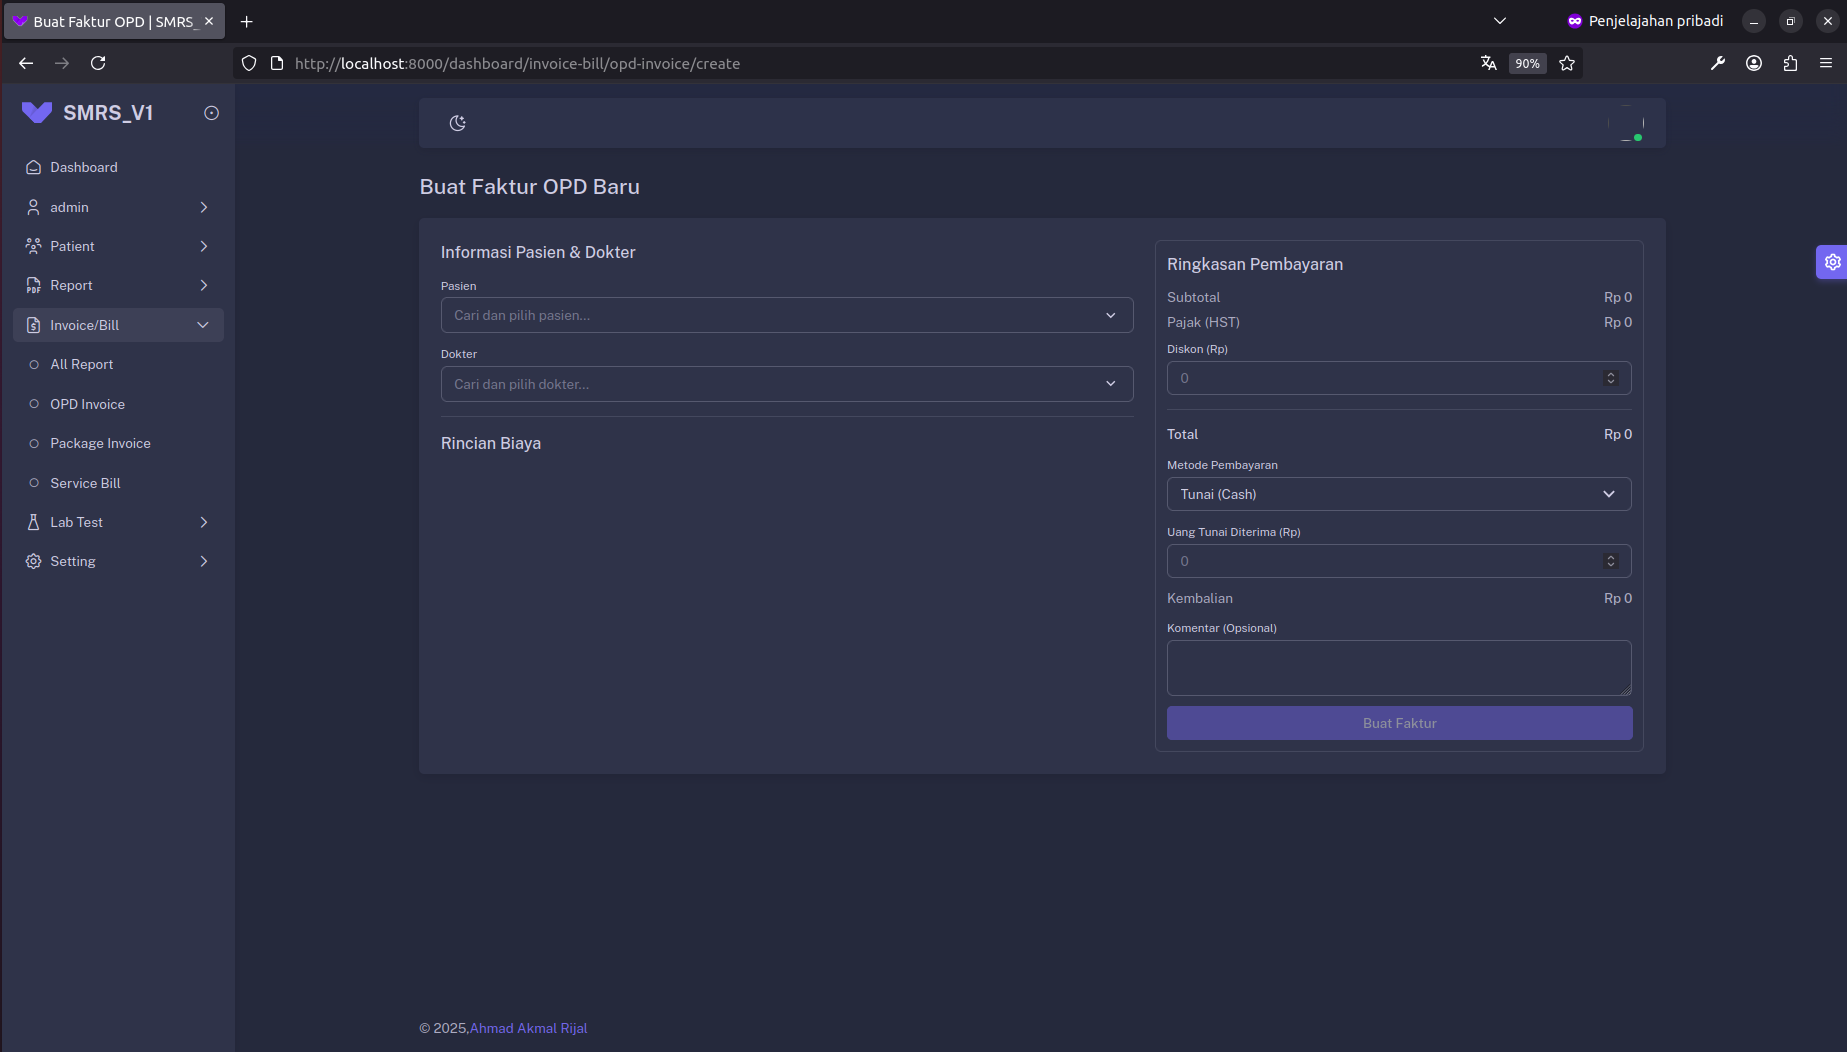 Buat Faktur OPD | SMRS_
Penjelajahan pribadi
http://localhost:8000/dashboard/invoice-bill/opd-invoice/create
90%
SMRS_V1
Dashboard
admin
Patient
Report
Invoice/Bill
All Report
OPD Invoice
Package Invoice
Service Bill
Lab Test
Setting
Buat Faktur OPD Baru
Informasi Pasien & Dokter
Pasien
Cari dan pilih pasien...
Dokter
Cari dan pilih dokter...
Rincian Biaya
Ringkasan Pembayaran
Subtotal Rp 0
Pajak (HST) Rp 0
Diskon (Rp)
0
Total Rp 0
Metode Pembayaran
Tunai (Cash)
Uang Tunai Diterima (Rp)
0
Kembalian Rp 0
Komentar (Opsional)
Buat Faktur
© 2025,Ahmad Akmal Rijal